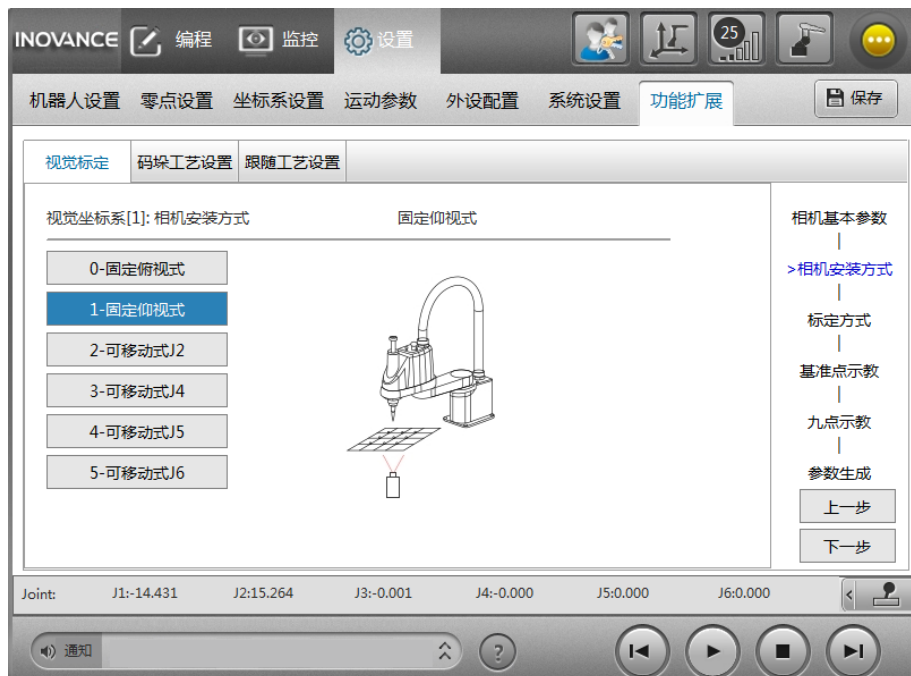 INOVANCE 编程 监控 设置 25
机器人设置 零点设置 坐标系设置 运动参数 外设配置 系统设置 功能扩展 保存
视觉标定 码垛工艺设置 跟随工艺设置
视觉坐标系[1]: 相机安装方式 固定仰视式
0-固定俯视式
1-固定仰视式
2-可移动式J2
3-可移动式J4
4-可移动式J5
5-可移动式J6
相机基本参数
>相机安装方式
标定方式
基准点示教
九点示教
参数生成
上一步
下一步
Joint: J1:-14.431 J2:15.264 J3:-0.001 J4:-0.000 J5:0.000 J6:0.000 <
通知 ?